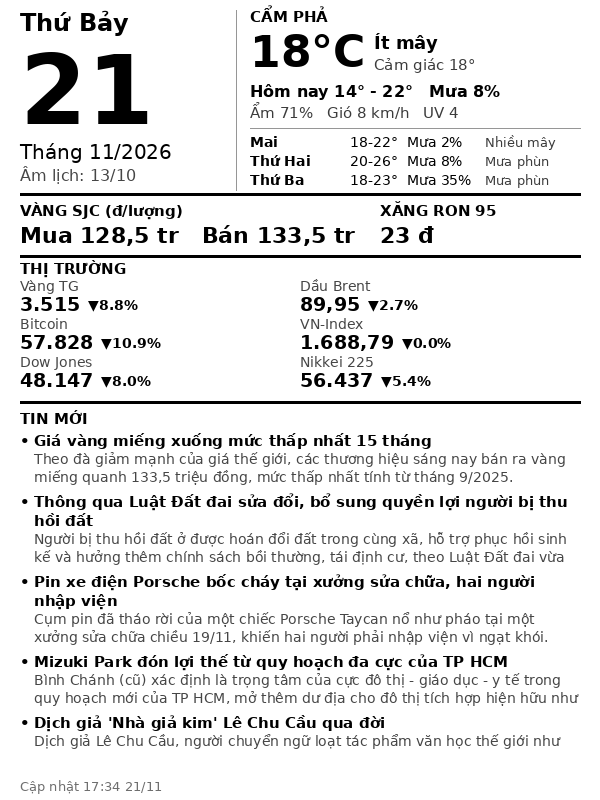 Thứ Bảy
21
Tháng 11/2026
Âm lịch: 13/10
CẨM PHẢ
18°C Ít mây
Cảm giác 18°
Hôm nay 14° - 22° Mưa 8%
Ẩm 71% Gió 8 km/h UV 4
Mai 18-22° Mưa 2% Nhiều mây
Thứ Hai 20-26° Mưa 8% Mưa phùn
Thứ Ba 18-23° Mưa 35% Mưa phùn
VÀNG SJC (đ/lượng)
Mua 128,5 tr Bán 133,5 tr
XĂNG RON 95
23 đ
THỊ TRƯỜNG
Vàng TG
3.515 ▼8.8%
Dầu Brent
89,95 ▼2.7%
Bitcoin
57.828 ▼10.9%
VN-Index
1.688,79 ▼0.0%
Dow Jones
48.147 ▼8.0%
Nikkei 225
56.437 ▼5.4%
TIN MỚI
• Giá vàng miếng xuống mức thấp nhất 15 tháng
Theo đà giảm mạnh của giá thế giới, các thương hiệu sáng nay bán ra vàng
miếng quanh 133,5 triệu đồng, mức thấp nhất tính từ tháng 9/2025.
• Thông qua Luật Đất đai sửa đổi, bổ sung quyền lợi người bị thu
hồi đất
Người bị thu hồi đất ở được hoán đổi đất trong cùng xã, hỗ trợ phục hồi sinh
kế và hưởng thêm chính sách bồi thường, tái định cư, theo Luật Đất đai vừa
• Pin xe điện Porsche bốc cháy tại xưởng sửa chữa, hai người
nhập viện
Cụm pin đã tháo rời của một chiếc Porsche Taycan nổ như pháo tại một
xưởng sửa chữa chiều 19/11, khiến hai người phải nhập viện vì ngạt khói.
• Mizuki Park đón lợi thế từ quy hoạch đa cực của TP HCM
Bình Chánh (cũ) xác định là trọng tâm của cực đô thị - giáo dục - y tế trong
quy hoạch mới của TP HCM, mở thêm dư địa cho đô thị tích hợp hiện hữu như
• Dịch giả 'Nhà giả kim' Lê Chu Cầu qua đời
Dịch giả Lê Chu Cầu, người chuyển ngữ loạt tác phẩm văn học thế giới như
Cập nhật 17:34 21/11